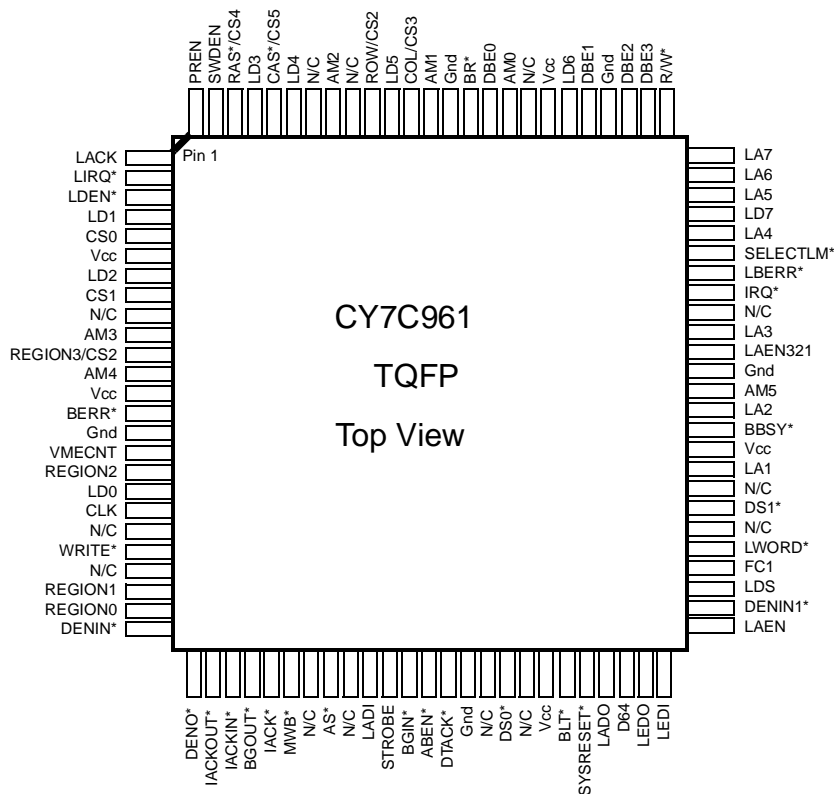 PREN
SWDEN
RAS*/CS4
LD3
CAS*/CS5
LD4
N/C
AM2
N/C
ROW/CS2
LD5
COL/CS3
AM1
Gnd
BR*
DBE0
AM0
N/C
Vcc
LD6
DBE1
Gnd
DBE2
DBE3
R/W*
Pin 1
LACK
LIRQ*
LDEN*
LD1
CS0
Vcc
LD2
CS1
N/C
AM3
REGION3/CS2
AM4
Vcc
BERR*
Gnd
VMECNT
REGION2
LD0
CLK
N/C
WRITE*
N/C
REGION1
REGION0
DENIN*
CY7C961
TQFP
Top View
LA7
LA6
LA5
LD7
LA4
SELECTLM*
LBERR*
IRQ*
N/C
LA3
LAEN321
Gnd
AM5
LA2
BBSY*
Vcc
LA1
N/C
DS1*
N/C
LWORD*
FC1
LDS
DENIN1*
LAEN
DENO*
IACKOUT*
IACKIN*
BGOUT*
IACK*
MWB*
N/C
AS*
N/C
LADI
STROBE
BGIN*
ABEN*
DTACK*
Gnd
N/C
DS0*
N/C
Vcc
BLT*
SYSRESET*
LADO
D64
LEDO
LEDI